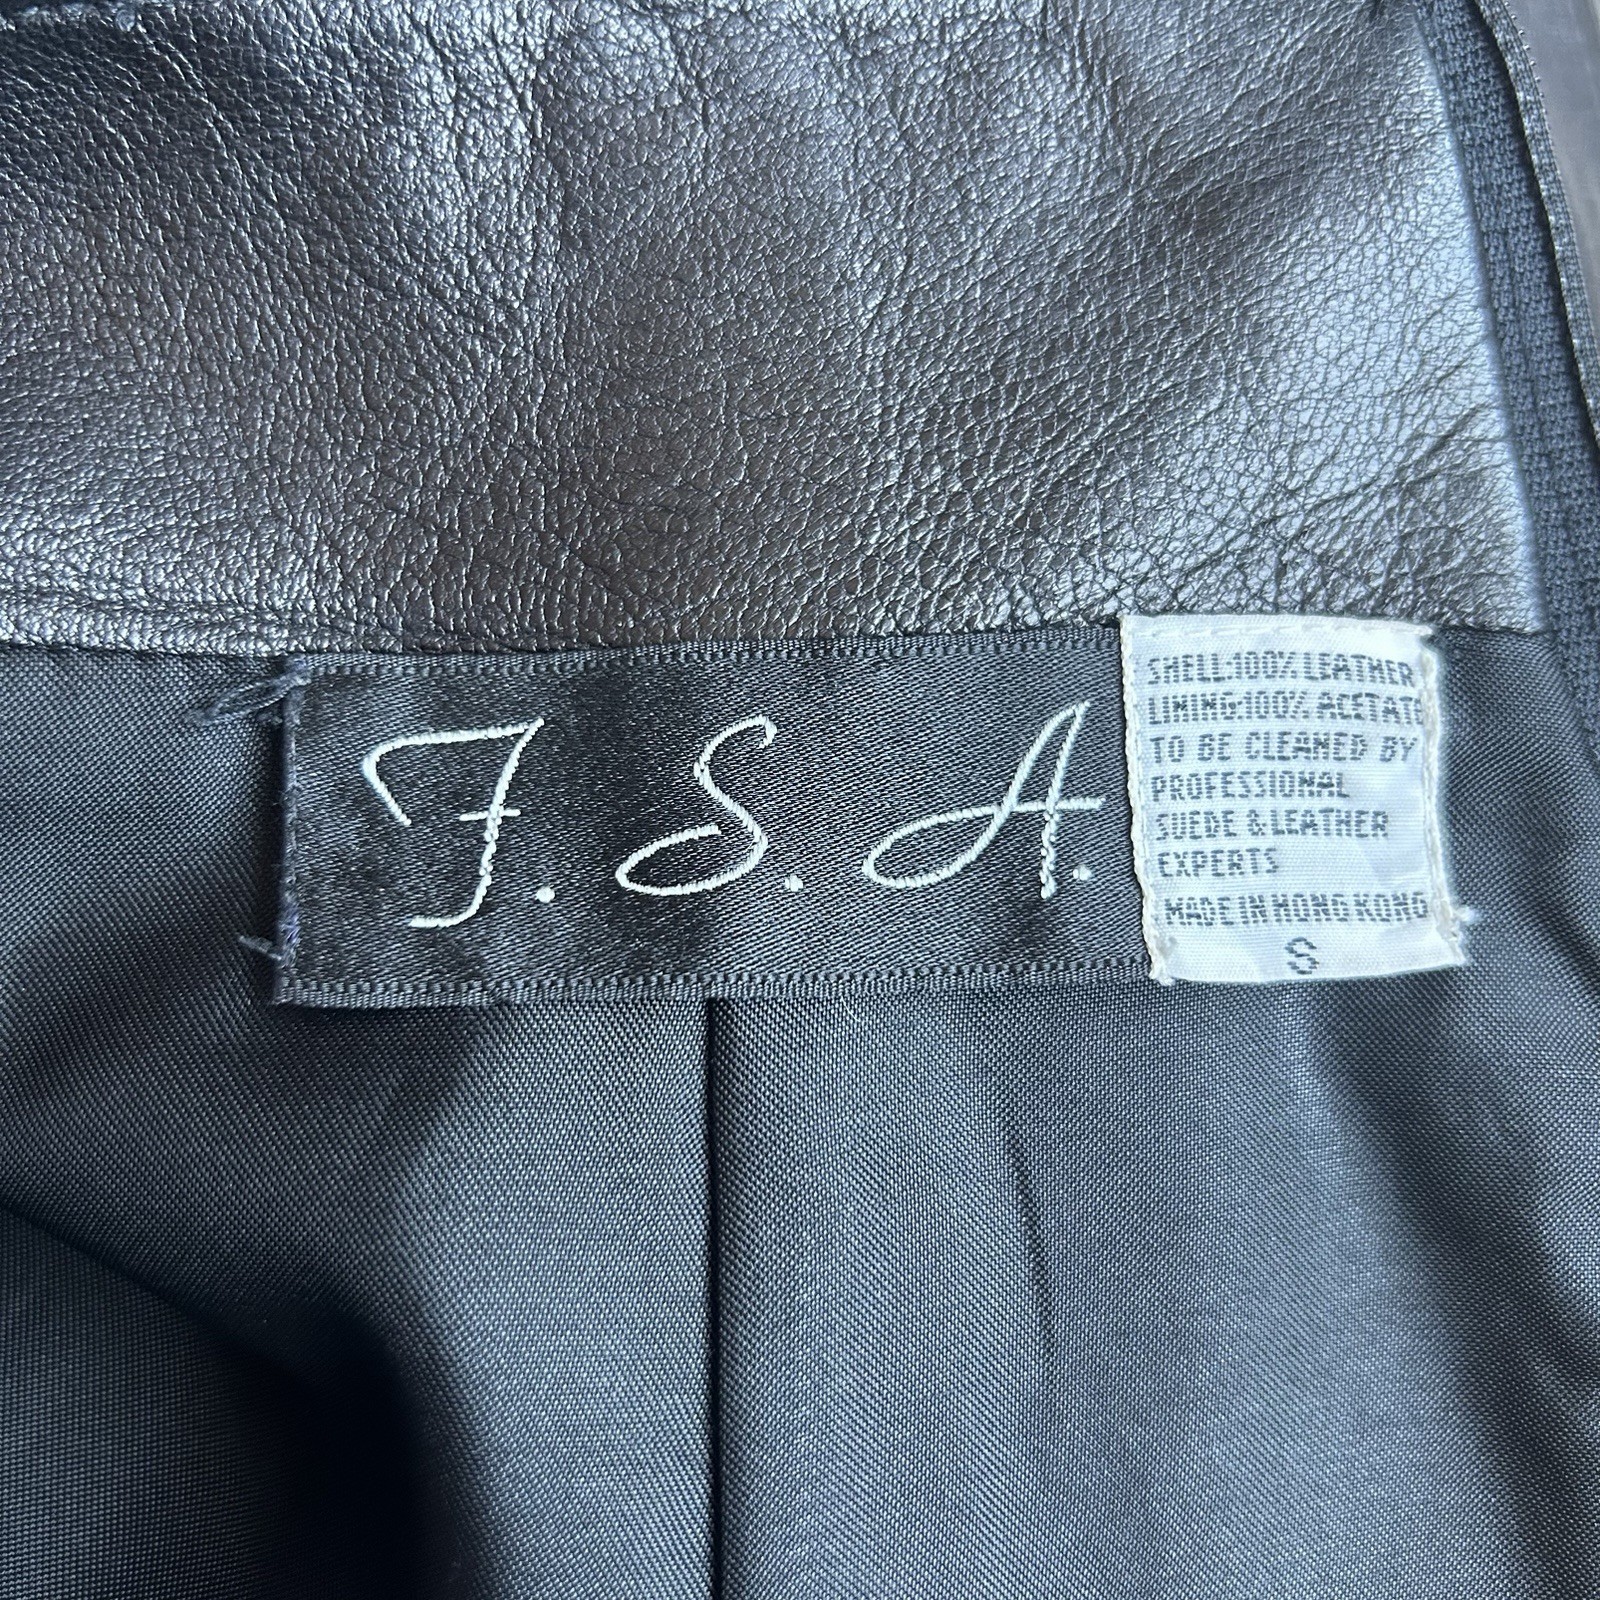 F. S. A.
SHELL:100% LEATHER
LINING:100% ACETATE
TO BE CLEANED BY
PROFESSIONAL
SUEDE & LEATHER
EXPERTS
MADE IN HONG KONG
S